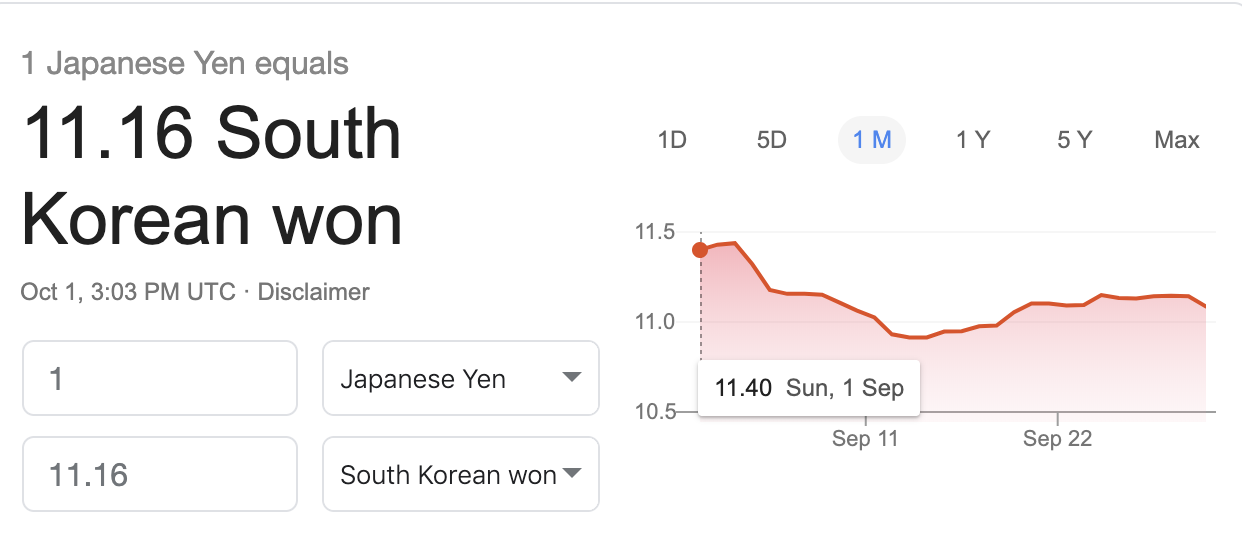 1 Japanese Yen equals
11.16 South
Korean won
Oct 1, 3:03 PM UTC · Disclaimer
1
Japanese Yen
11.16
South Korean won
1D 5D 1 M 1 Y 5 Y Max
11.5
11.0
10.5
11.40 Sun, 1 Sep
Sep 11 Sep 22